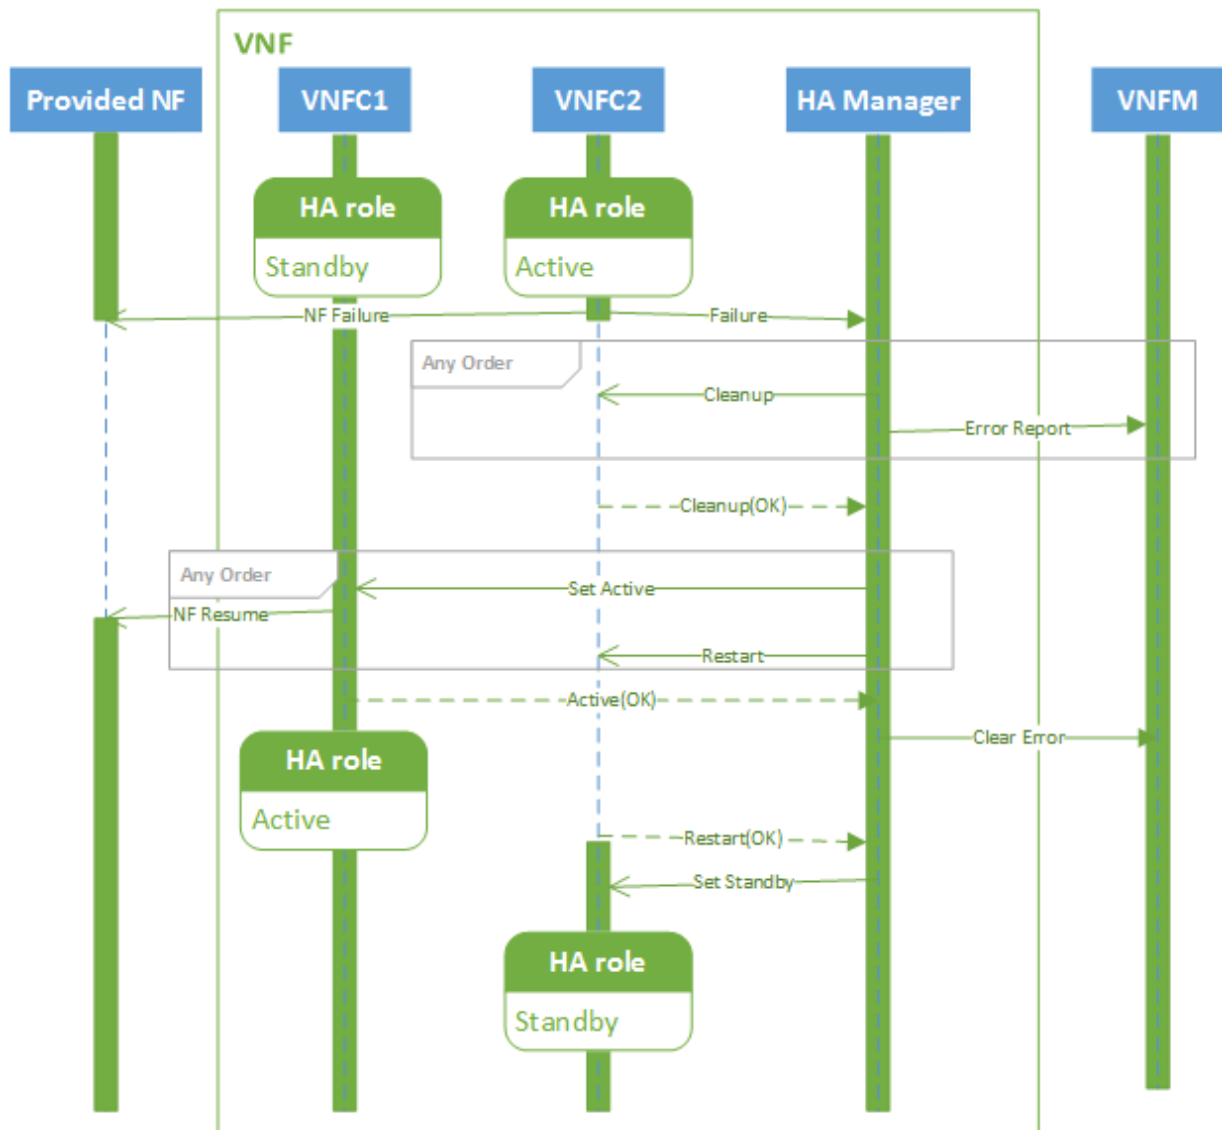 VNF
Provided NF
VNFC1
VNFC2
HA Manager
VNFM
HA role
Standby
HA role
Active
NF Failure
Failure
Any Order
Cleanup
Error Report
Cleanup(OK)
Any Order
Set Active
NF Resume
Restart
Active(OK)
Clear Error
HA role
Active
Restart(OK)
Set Standby
HA role
Standby